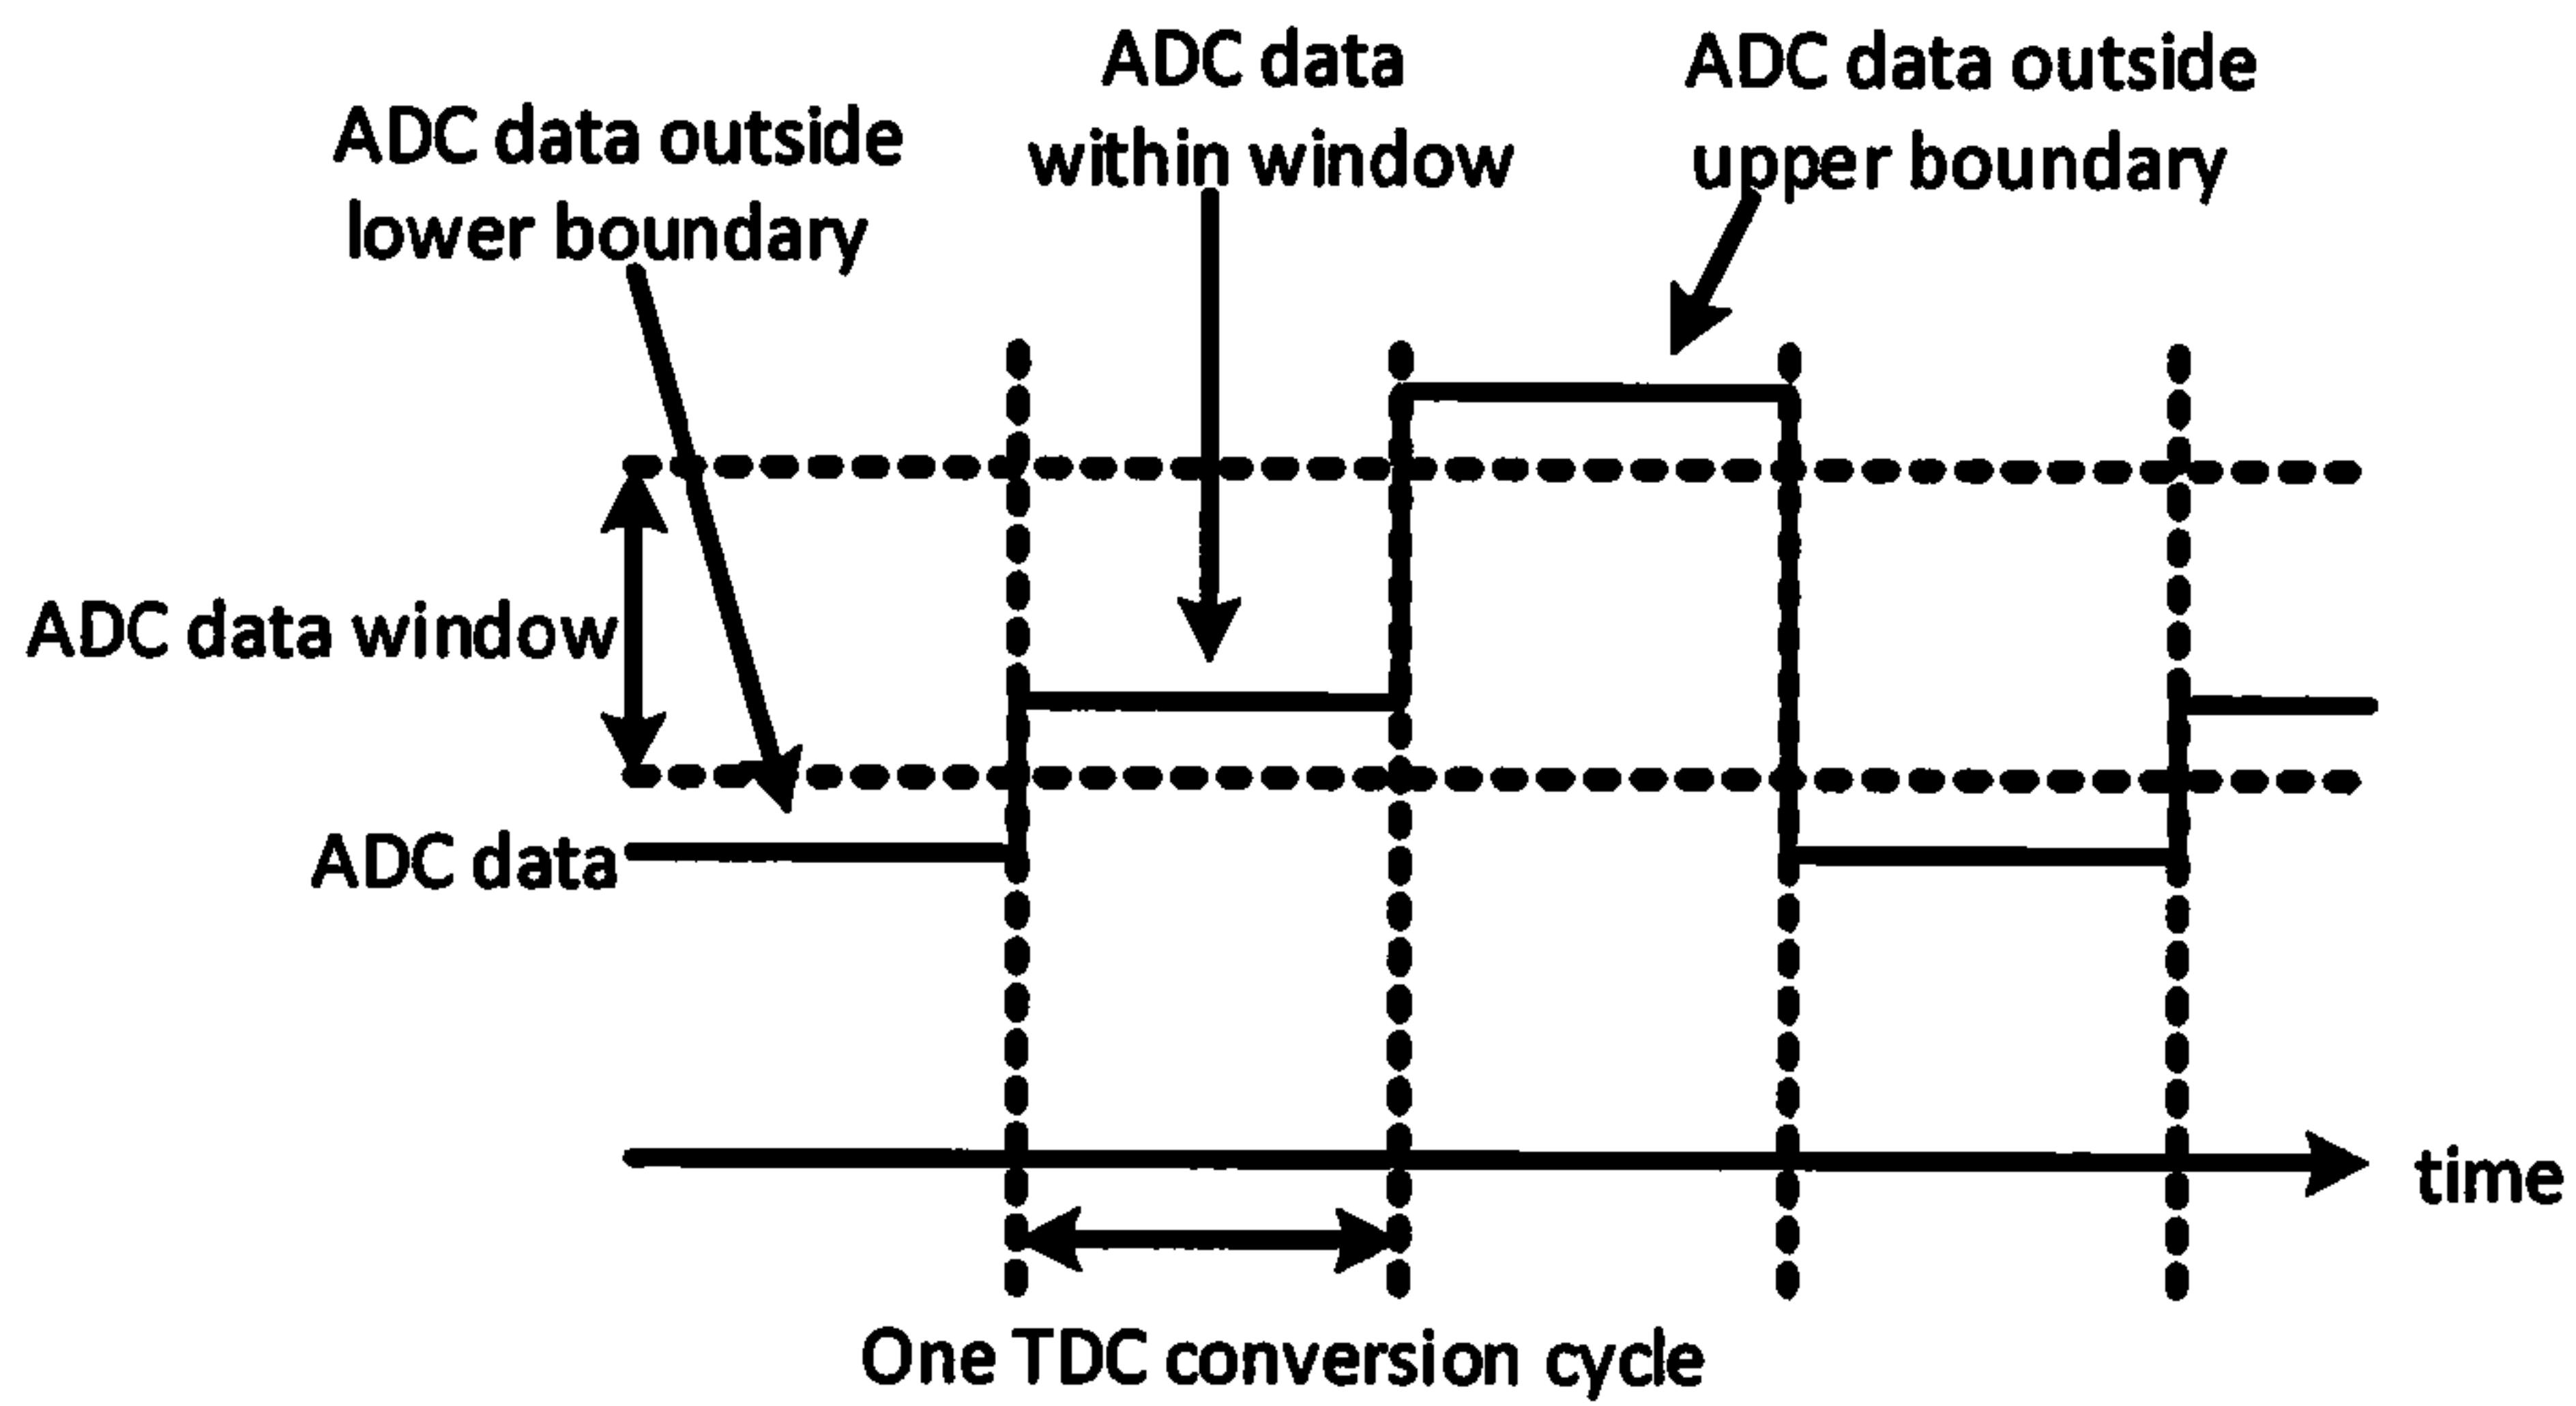 ADC data outside
lower boundary
ADC data
within window
ADC data outside
upper boundary
ADC data window
ADC data
time
One TDC conversion cycle